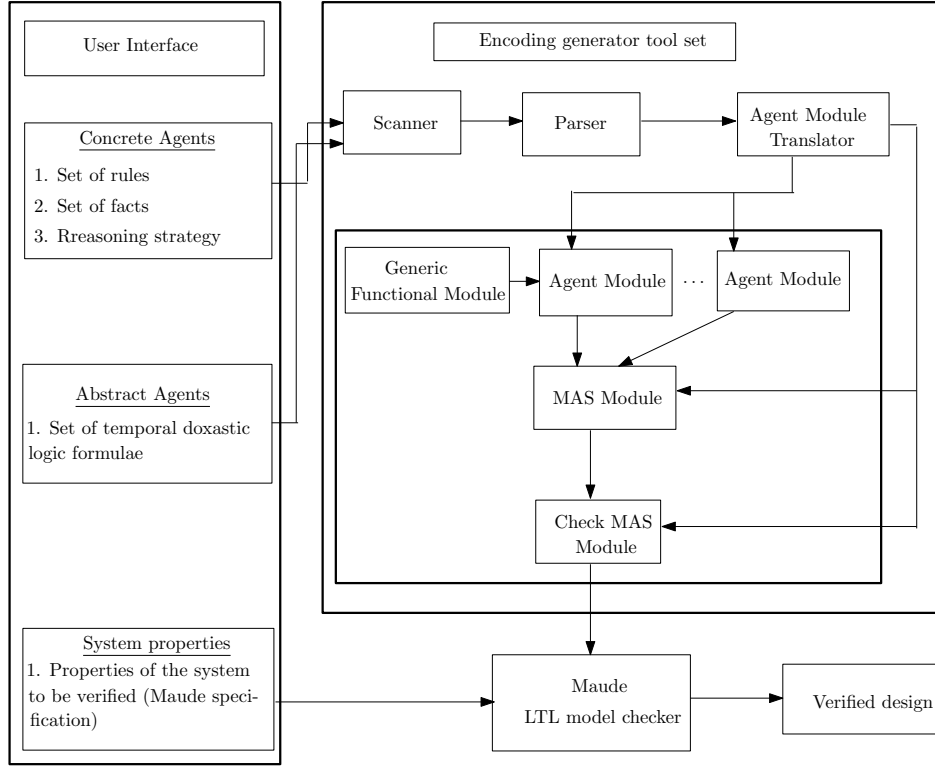 User Interface
Encoding generator tool set
Concrete Agents
1. Set of rules
2. Set of facts
3. Rreasoning strategy
Scanner
Parser
Agent Module
Translator
Generic
Functional Module
Agent Module
...
Agent Module
Abstract Agents
1. Set of temporal doxastic
logic formulae
MAS Module
Check MAS
Module
System properties
1. Properties of the system
to be verified (Maude speci-
fication)
Maude
LTL model checker
Verified design